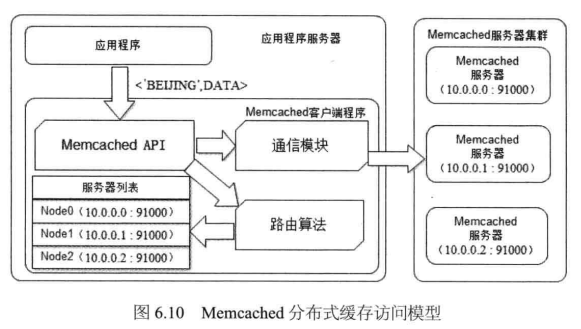 应用程序
应用程序服务器
<'BEIJING',DATA>
Memcached客户端程序
Memcached API
通信模块
服务器列表
Node0（10.0.0.0 : 91000）
Node1（10.0.0.1 : 91000）
Node2（10.0.0.2 : 91000）
路由算法
Memcached服务器集群
Memcached
服务器
（10.0.0.0 : 91000）
Memcached
服务器
（10.0.0.1 : 91000）
Memcached
服务器
（10.0.0.2 : 91000）
图 6.10 Memcached 分布式缓存访问模型